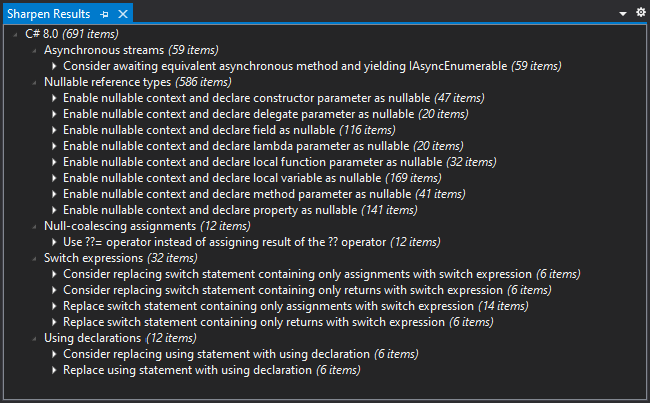 Sharpen Results
C# 8.0 (691 items)
Asynchronous streams (59 items)
Consider awaiting equivalent asynchronous method and yielding IAsyncEnumerable (59 items)
Nullable reference types (586 items)
Enable nullable context and declare constructor parameter as nullable (47 items)
Enable nullable context and declare delegate parameter as nullable (20 items)
Enable nullable context and declare field as nullable (116 items)
Enable nullable context and declare lambda parameter as nullable (20 items)
Enable nullable context and declare local function parameter as nullable (32 items)
Enable nullable context and declare local variable as nullable (169 items)
Enable nullable context and declare method parameter as nullable (41 items)
Enable nullable context and declare property as nullable (141 items)
Null-coalescing assignments (12 items)
Use ??= operator instead of assigning result of the ?? operator (12 items)
Switch expressions (32 items)
Consider replacing switch statement containing only assignments with switch expression (6 items)
Consider replacing switch statement containing only returns with switch expression (6 items)
Replace switch statement containing only assignments with switch expression (14 items)
Replace switch statement containing only returns with switch expression (6 items)
Using declarations (12 items)
Consider replacing using statement with using declaration (6 items)
Replace using statement with using declaration (6 items)